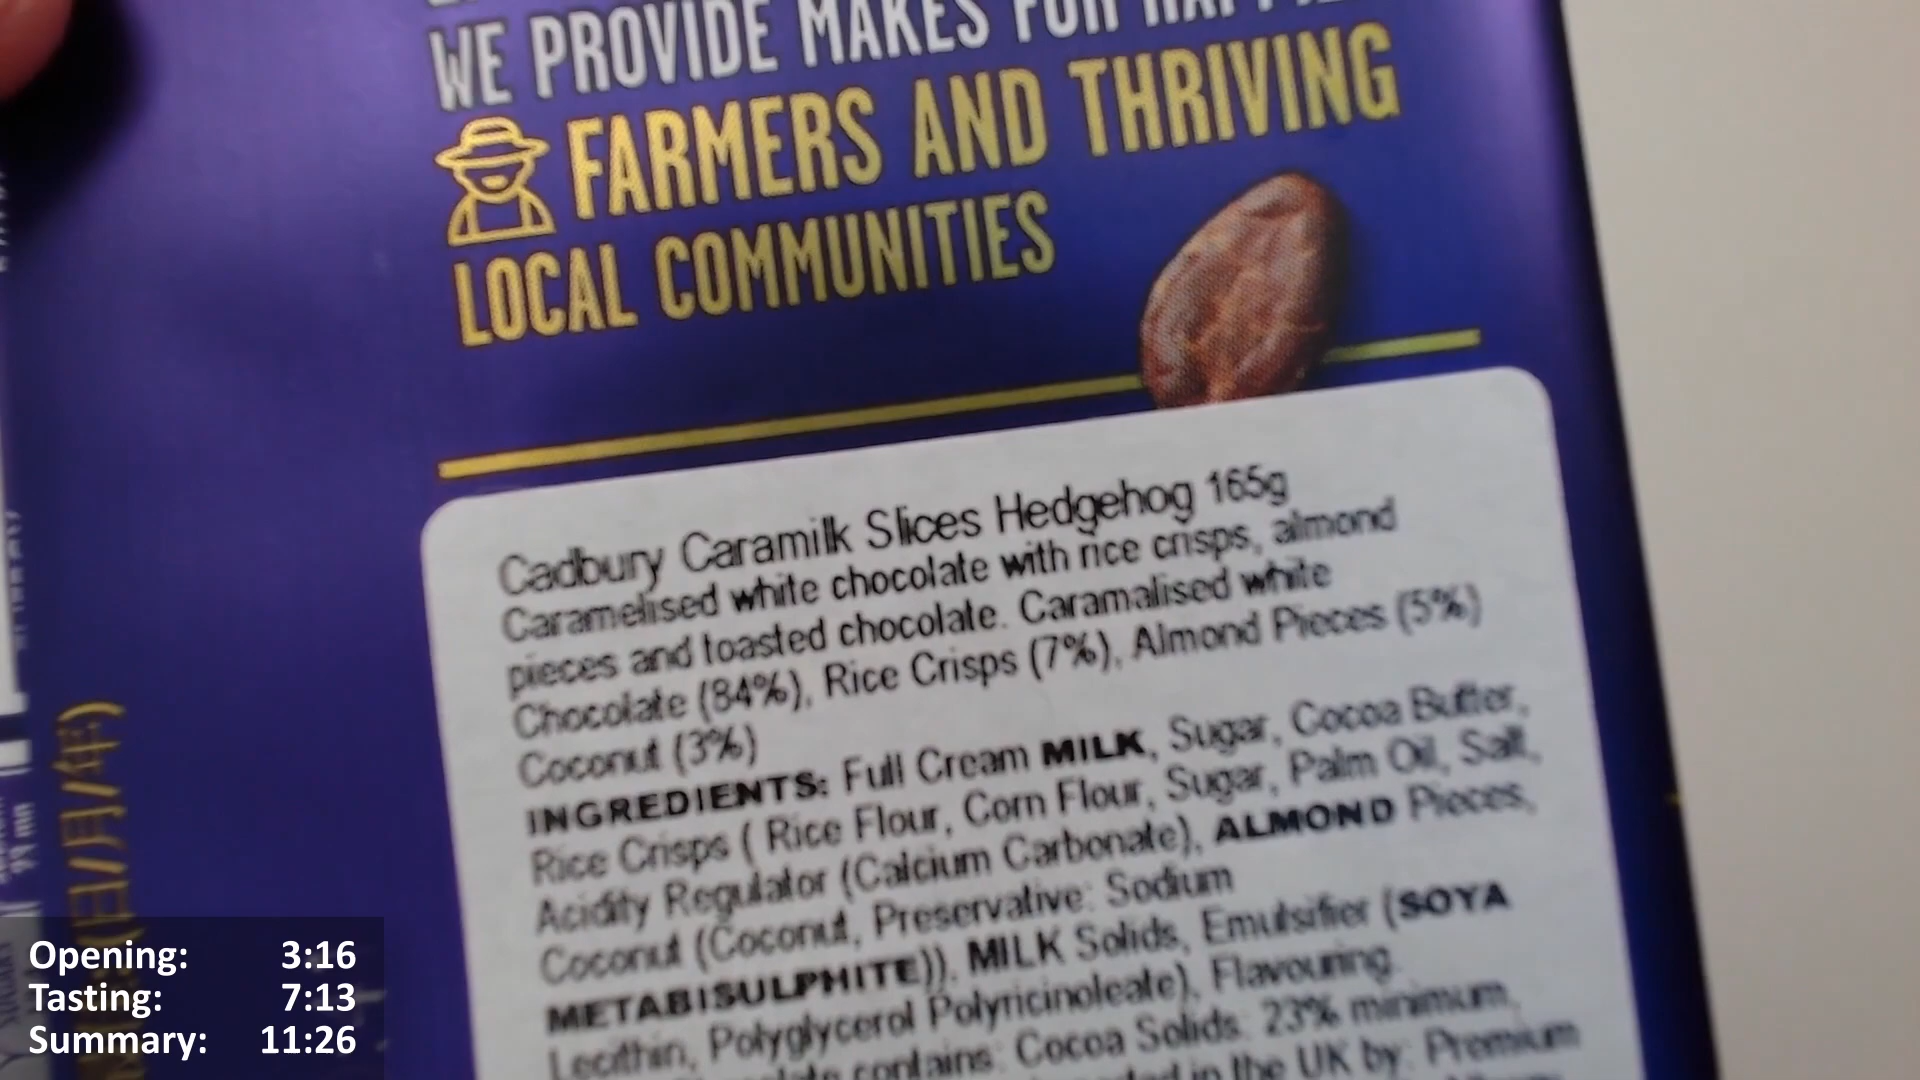 WE PROVIDE MAKES FOR
FARMERS AND THRIVING
LOCAL COMMUNITIES
Cadbury Caramilk Slices Hedgehog 165g
Caramelised white chocolate with rice crisps, almond
pieces and toasted chocolate. Caramalised white
Chocolate (84%), Rice Crisps (7%), Almond Pieces (5%)
Coconut (3%)
INGREDIENTS: Full Cream MILK, Sugar, Cocoa Butter,
Rice Crisps ( Rice Flour, Corn Flour, Sugar, Palm Oil, Salt,
Acidity Regulator (Calcium Carbonate), ALMOND Pieces,
Coconut (Coconut, Preservative: Sodium
METABISULPHITE)), MILK Solids, Emulsifier (SOYA
Lecithin, Polyglycerol Polyricinoleate), Flavouring.
contains: Cocoa Solids: 23% minimum,
in the UK by: Premium
(日/月/年)
Opening: 3:16
Tasting: 7:13
Summary: 11:26